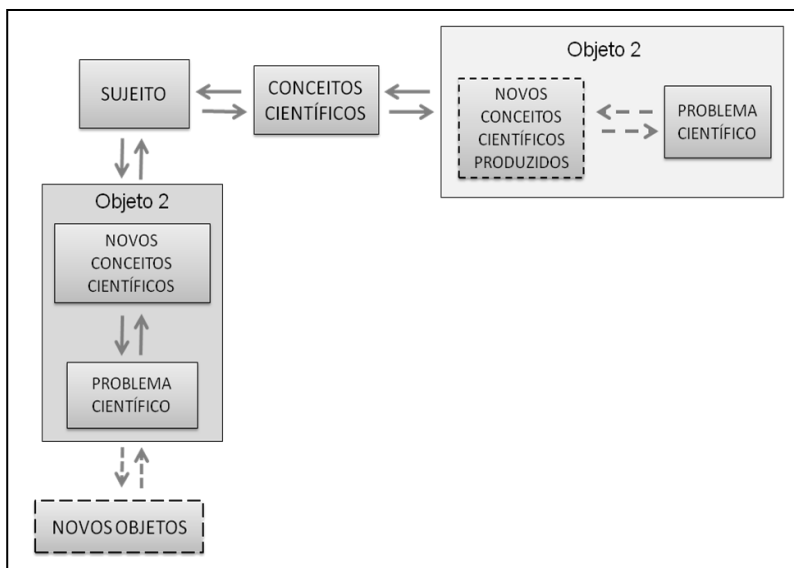 Objeto 2
SUJEITO
CONCEITOS
CIENTÍFICOS
NOVOS
CONCEITOS
CIENTÍFICOS
PRODUZIDOS
PROBLEMA
CIENTÍFICO
Objeto 2
NOVOS
CONCEITOS
CIENTÍFICOS
PROBLEMA
CIENTÍFICO
NOVOS OBJETOS